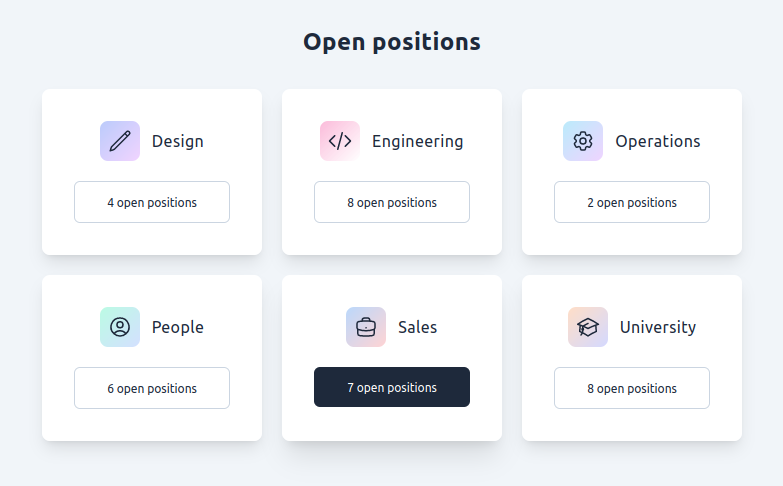 Open positions
Design
4 open positions
Engineering
8 open positions
Operations
2 open positions
People
6 open positions
Sales
7 open positions
University
8 open positions